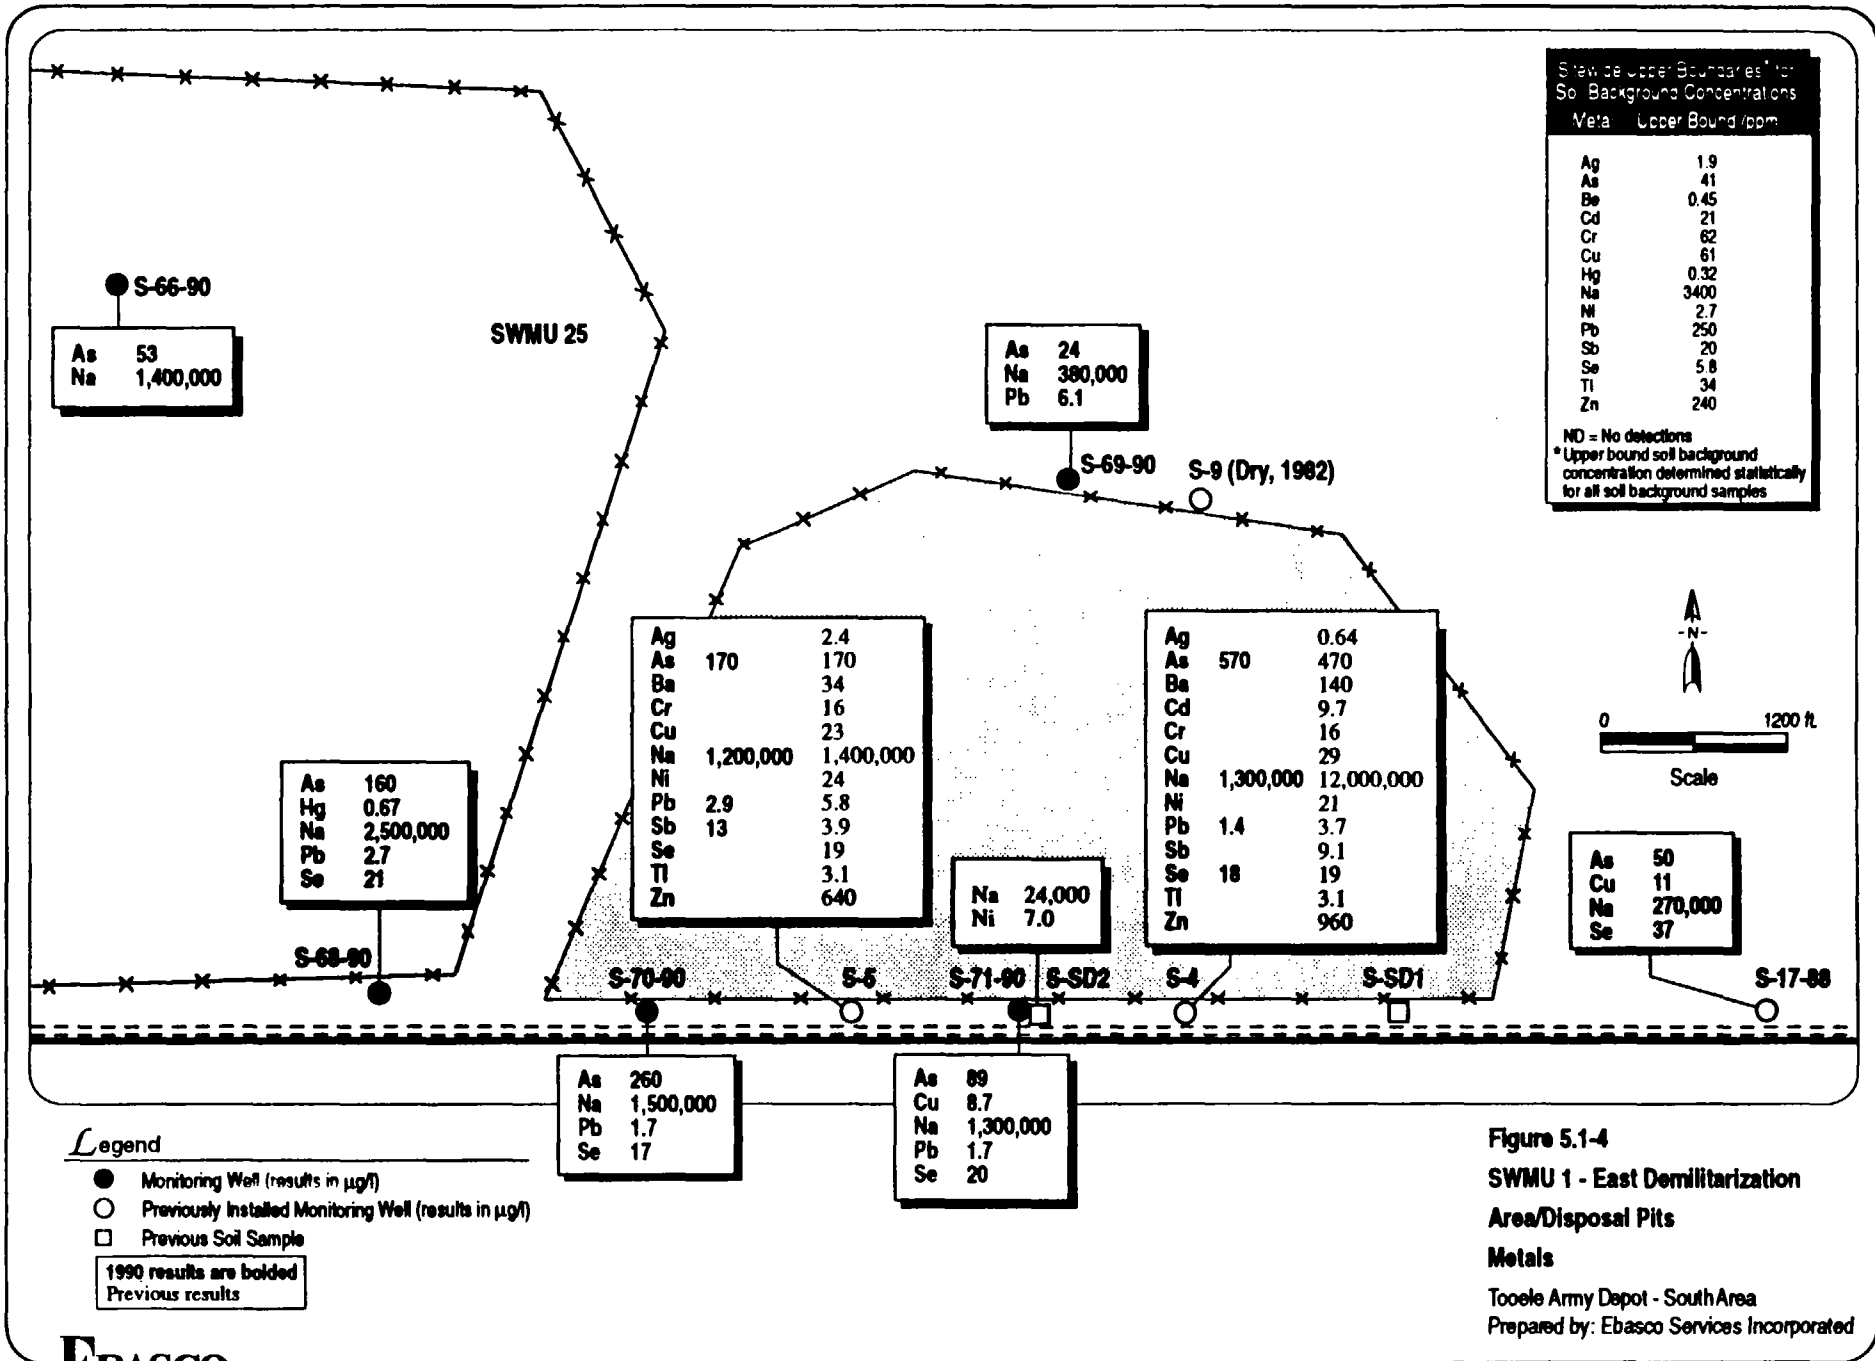 Sitewide Upper Boundaries* for
Soil Background Concentrations
Metal Upper Bound /ppm
Ag 1.9
As 41
Be 0.45
Cd 21
Cr 62
Cu 61
Hg 0.32
Na 3400
Ni 2.7
Pb 250
Sb 20
Se 5.8
Tl 34
Zn 240
ND = No detections
* Upper bound soil background
concentration determined statistically
for all soil background samples
S-66-90
As 53
Na 1,400,000
SWMU 25
As 24
Na 380,000
Pb 6.1
S-69-90
S-9 (Dry, 1982)
Ag 2.4
As 170 170
Ba 34
Cr 16
Cu 23
Na 1,200,000 1,400,000
Ni 24
Pb 2.9 5.8
Sb 13 3.9
Se 19
Tl 3.1
Zn 640
Ag 0.64
As 570 470
Ba 140
Cd 9.7
Cr 16
Cu 29
Na 1,300,000 12,000,000
Ni 21
Pb 1.4 3.7
Sb 9.1
Se 18 19
Tl 3.1
Zn 960
-N-
0 1200 ft.
Scale
As 160
Hg 0.67
Na 2,500,000
Pb 2.7
Se 21
Na 24,000
Ni 7.0
As 50
Cu 11
Na 270,000
Se 37
S-68-90
S-70-90
S-5
S-71-90
S-SD2
S-4
S-SD1
S-17-88
As 260
Na 1,500,000
Pb 1.7
Se 17
As 89
Cu 8.7
Na 1,300,000
Pb 1.7
Se 20
Legend
Monitoring Well (results in µg/l)
Previously Installed Monitoring Well (results in µg/l)
Previous Soil Sample
1990 results are bolded
Previous results
Figure 5.1-4
SWMU 1 - East Demilitarization
Area/Disposal Pits
Metals
Tooele Army Depot - South Area
Prepared by: Ebasco Services Incorporated
EBASCO